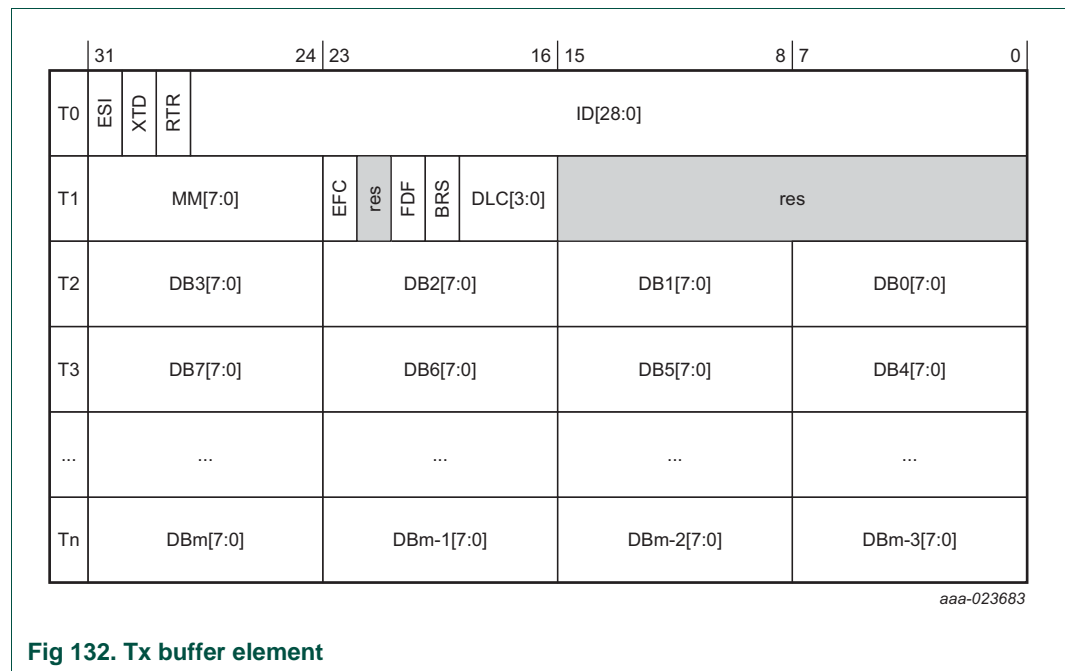 31 24 23 16 15 8 7 0
T0 ESI XTD RTR ID[28:0]
T1 MM[7:0] EFC res FDF BRS DLC[3:0] res
T2 DB3[7:0] DB2[7:0] DB1[7:0] DB0[7:0]
T3 DB7[7:0] DB6[7:0] DB5[7:0] DB4[7:0]
... ... ... ... ...
Tn DBm[7:0] DBm-1[7:0] DBm-2[7:0] DBm-3[7:0]
aaa-023683
Fig 132. Tx buffer element